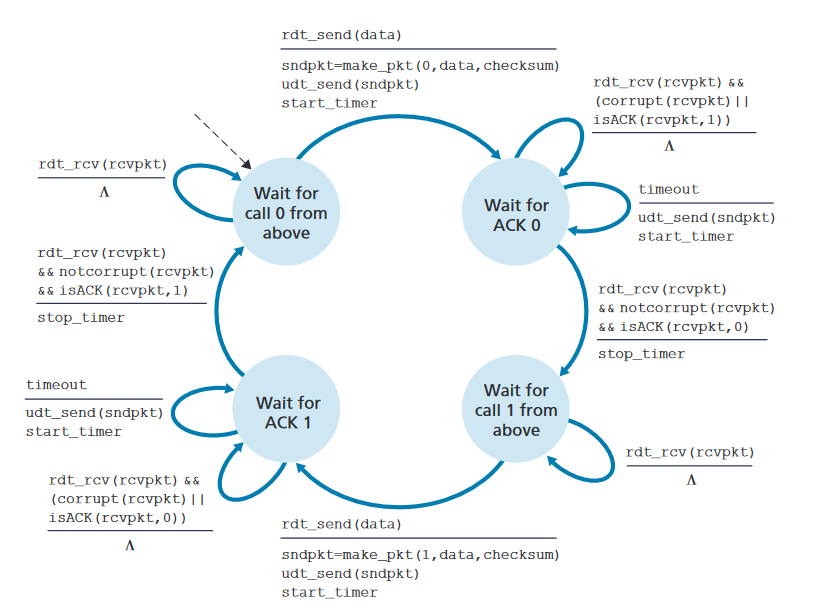 rdt_send(data)
sndpkt=make_pkt(0,data,checksum)
udt_send(sndpkt)
start_timer
rdt_rcv(rcvpkt) &&
(corrupt(rcvpkt)||
isACK(rcvpkt,1))
Λ
rdt_rcv(rcvpkt)
Λ
Wait for
call 0 from
above
Wait for
ACK 0
timeout
udt_send(sndpkt)
start_timer
rdt_rcv(rcvpkt)
&& notcorrupt(rcvpkt)
&& isACK(rcvpkt,1)
stop_timer
rdt_rcv(rcvpkt)
&& notcorrupt(rcvpkt)
&& isACK(rcvpkt,0)
stop_timer
timeout
udt_send(sndpkt)
start_timer
Wait for
ACK 1
Wait for
call 1 from
above
rdt_rcv(rcvpkt)
Λ
rdt_rcv(rcvpkt) &&
(corrupt(rcvpkt)||
isACK(rcvpkt,0))
Λ
rdt_send(data)
sndpkt=make_pkt(1,data,checksum)
udt_send(sndpkt)
start_timer